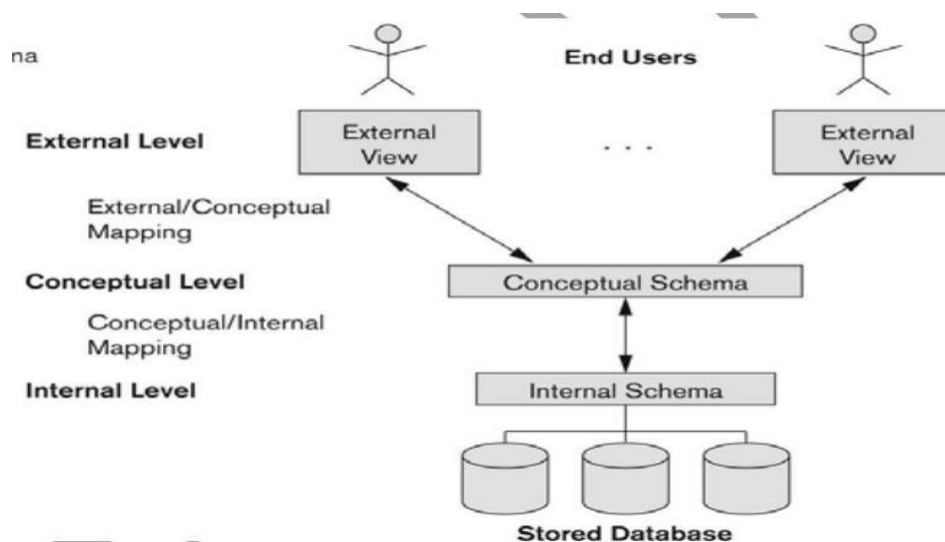 na
End Users
External Level
External
View
. . .
External
View
External/Conceptual
Mapping
Conceptual Level
Conceptual Schema
Conceptual/Internal
Mapping
Internal Level
Internal Schema
Stored Database